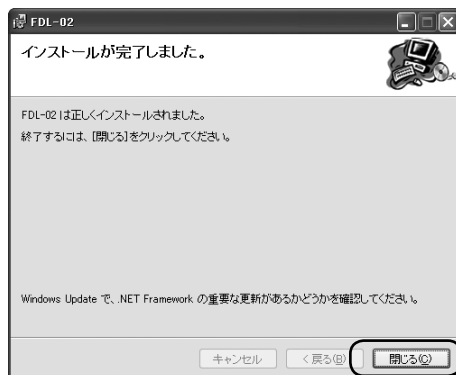 FDL-02
インストールが完了しました。
FDL-02 は正しくインストールされました。
終了するには、[閉じる]をクリックしてください。
Windows Update で、.NET Framework の重要な更新があるかどうかを確認してください。
キャンセル < 戻る(B) 閉じる(C)